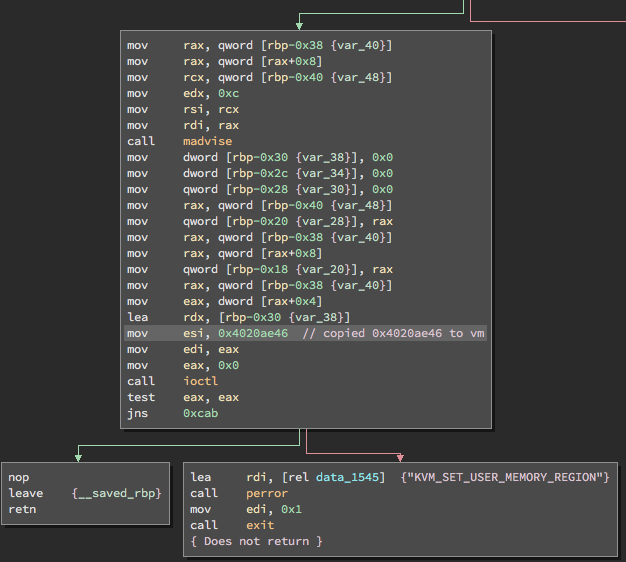 mov rax, qword [rbp-0x38 {var_40}]
mov rax, qword [rax+0x8]
mov rcx, qword [rbp-0x40 {var_48}]
mov edx, 0xc
mov rsi, rcx
mov rdi, rax
call madvise
mov dword [rbp-0x30 {var_38}], 0x0
mov dword [rbp-0x2c {var_34}], 0x0
mov qword [rbp-0x28 {var_30}], 0x0
mov rax, qword [rbp-0x40 {var_48}]
mov qword [rbp-0x20 {var_28}], rax
mov rax, qword [rbp-0x38 {var_40}]
mov rax, qword [rax+0x8]
mov qword [rbp-0x18 {var_20}], rax
mov rax, qword [rbp-0x38 {var_40}]
mov eax, dword [rax+0x4]
lea rdx, [rbp-0x30 {var_38}]
mov esi, 0x4020ae46 // copied 0x4020ae46 to vm
mov edi, eax
mov eax, 0x0
call ioctl
test eax, eax
jns 0xcab
nop
leave {__saved_rbp}
retn
lea rdi, [rel data_1545] {"KVM_SET_USER_MEMORY_REGION"}
call perror
mov edi, 0x1
call exit
{ Does not return }